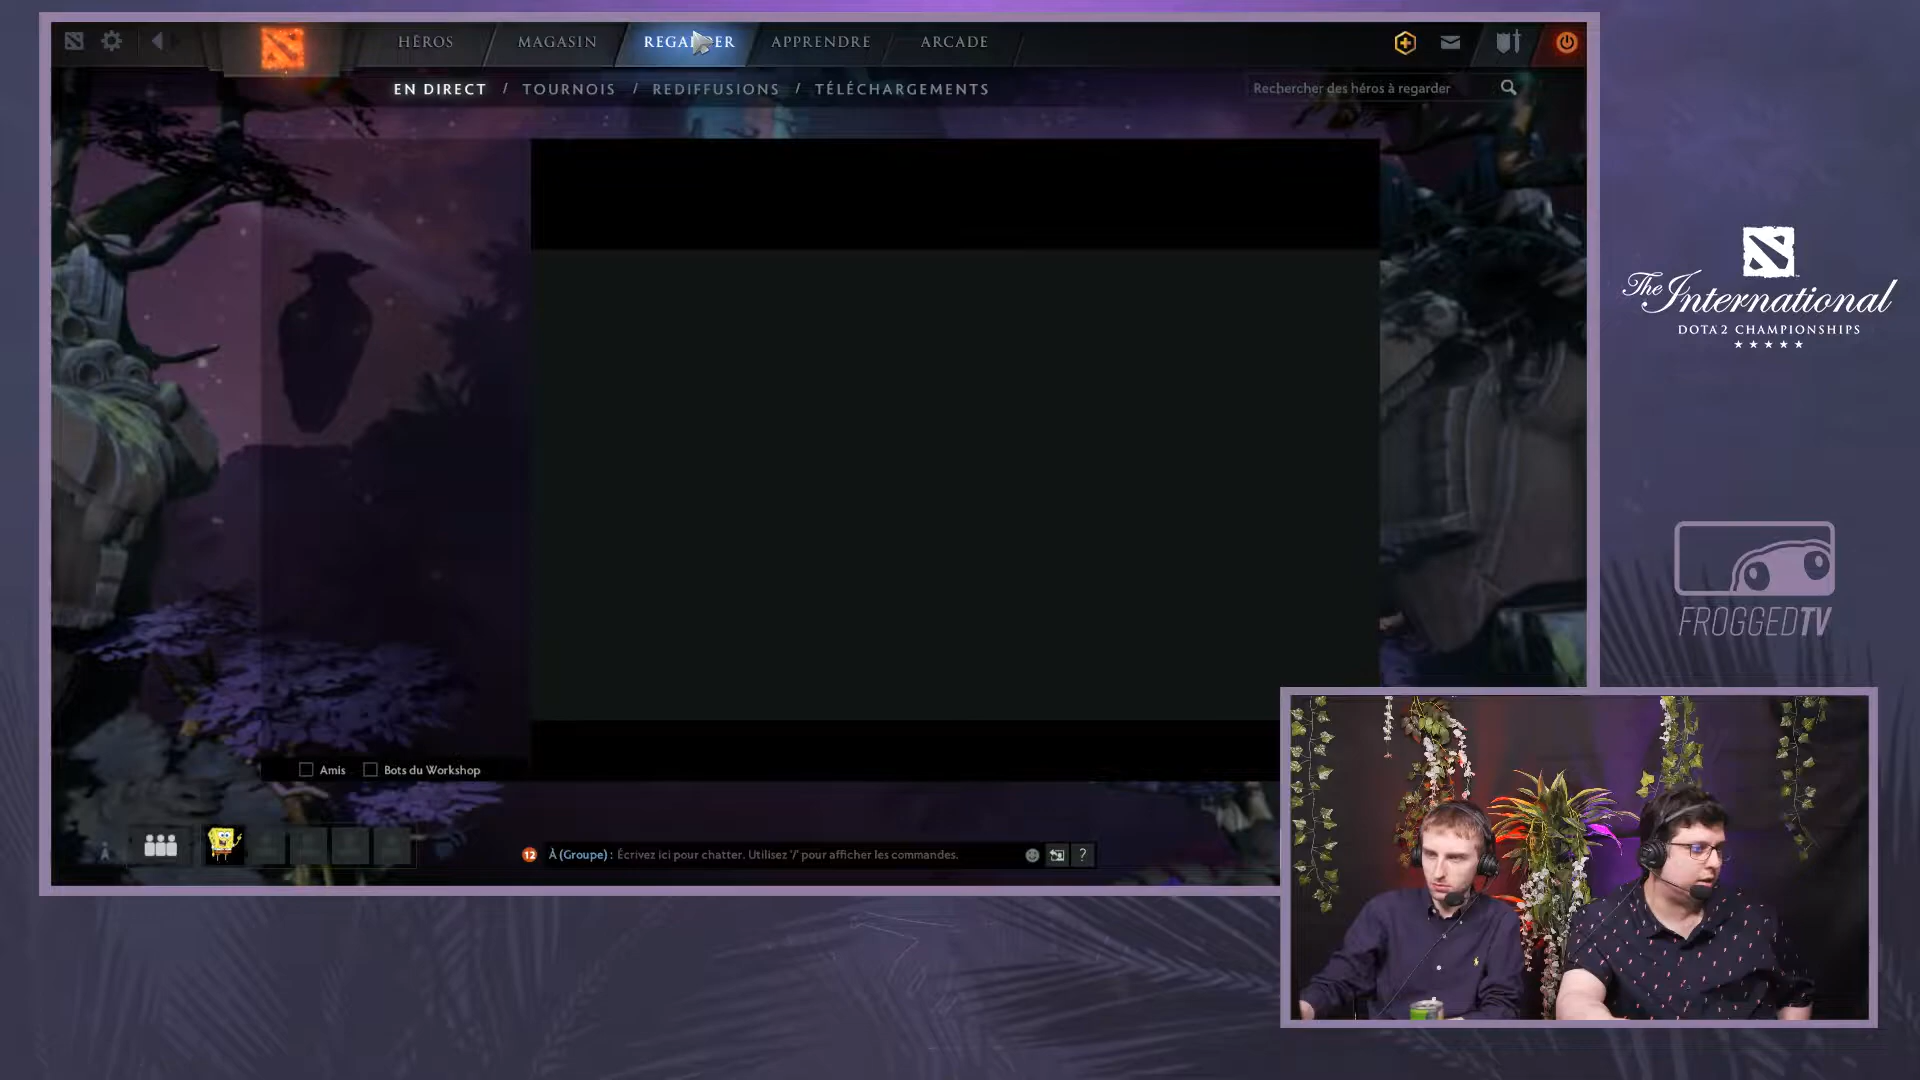 HÉROS
MAGASIN
REGARDER
APPRENDRE
ARCADE
EN DIRECT / TOURNOIS / REDIFFUSIONS / TÉLÉCHARGEMENTS
Rechercher des héros à regarder
The International
DOTA 2 CHAMPIONSHIPS
FROGGEDTV
Amis
Bots du Workshop
12
À (Groupe) : Écrivez ici pour chatter. Utilisez '/' pour afficher les commandes.
?